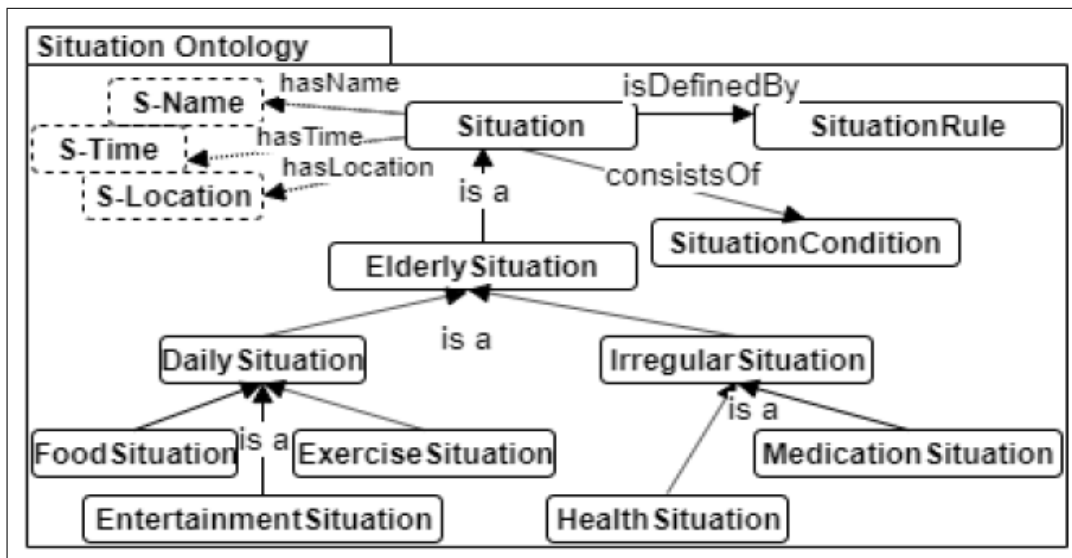 Situation Ontology
hasName
S-Name
isDefinedBy
Situation
SituationRule
hasTime
S-Time
hasLocation
S-Location
is a
consistsOf
SituationCondition
ElderlySituation
is a
DailySituation
IrregularSituation
is a
FoodSituation
is a
ExerciseSituation
MedicationSituation
EntertainmentSituation
HealthSituation